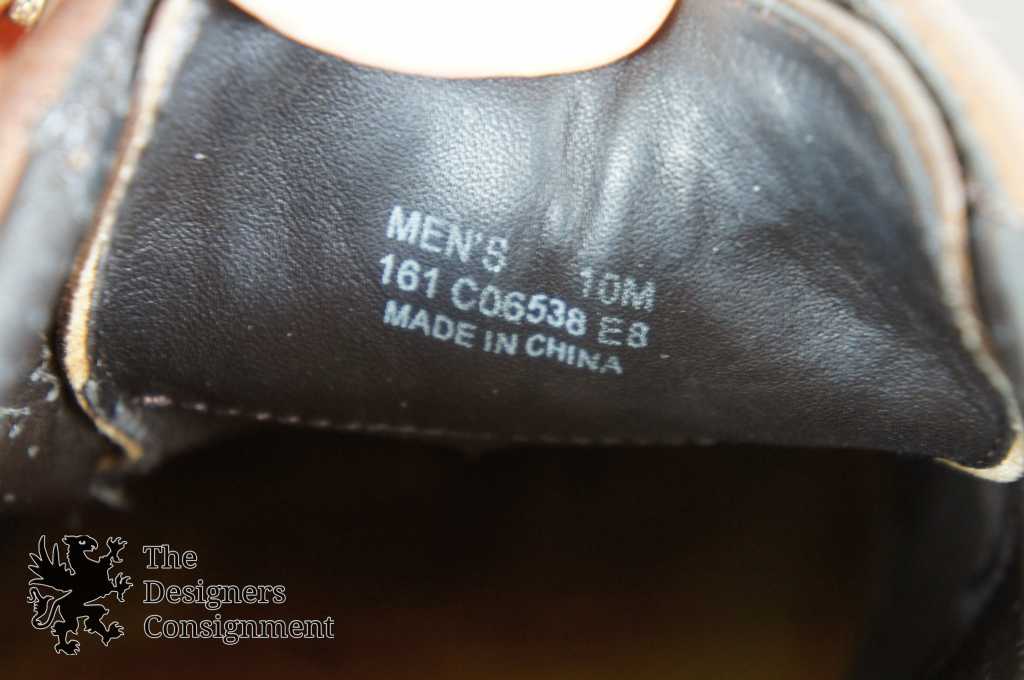 MEN'S 10M
161 C06538 E8
MADE IN CHINA
The
Designers
Consignment